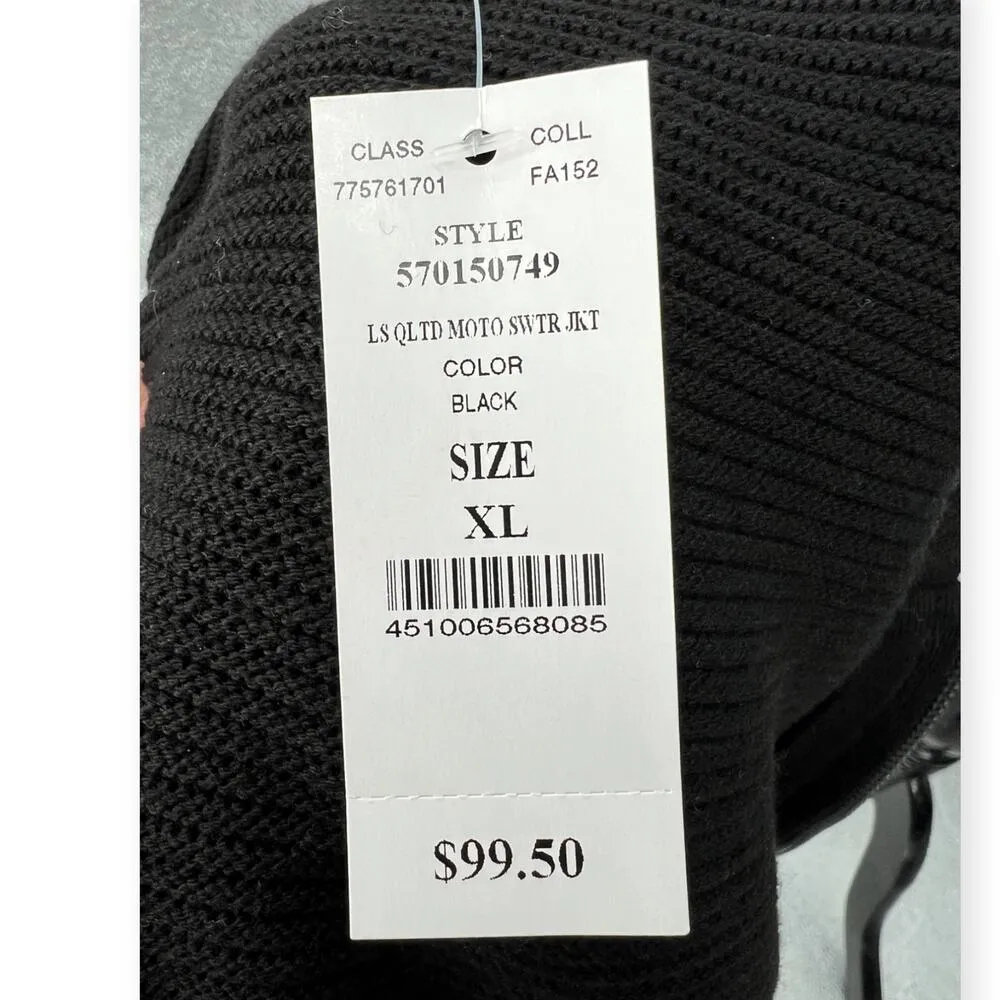 CLASS COLL
775761701 FA152
STYLE
570150749
LS QLTD MOTO SWTR JKT
COLOR
BLACK
SIZE
XL
451006568085
$99.50